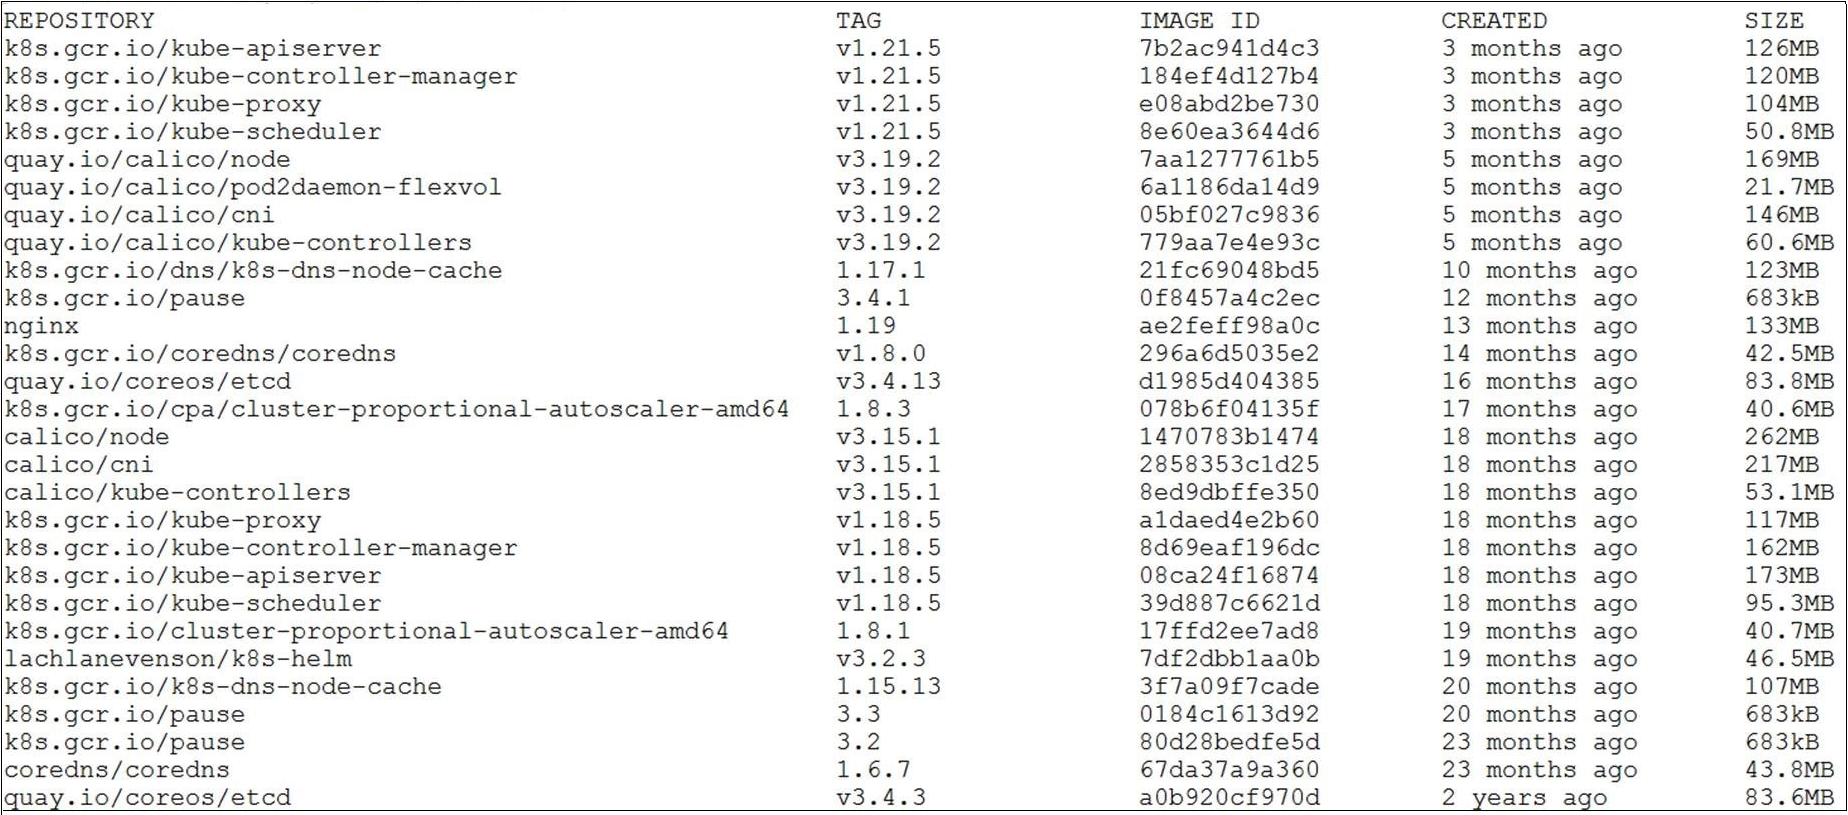 REPOSITORY TAG IMAGE ID CREATED SIZE
k8s.gcr.io/kube-apiserver v1.21.5 7b2ac941d4c3 3 months ago 126MB
k8s.gcr.io/kube-controller-manager v1.21.5 184ef4d127b4 3 months ago 120MB
k8s.gcr.io/kube-proxy v1.21.5 e08abd2be730 3 months ago 104MB
k8s.gcr.io/kube-scheduler v1.21.5 8e60ea3644d6 3 months ago 50.8MB
quay.io/calico/node v3.19.2 7aa1277761b5 5 months ago 169MB
quay.io/calico/pod2daemon-flexvol v3.19.2 6a1186da14d9 5 months ago 21.7MB
quay.io/calico/cni v3.19.2 05bf027c9836 5 months ago 146MB
quay.io/calico/kube-controllers v3.19.2 779aa7e4e93c 5 months ago 60.6MB
k8s.gcr.io/dns/k8s-dns-node-cache 1.17.1 21fc69048bd5 10 months ago 123MB
k8s.gcr.io/pause 3.4.1 0f8457a4c2ec 12 months ago 683kB
nginx 1.19 ae2feff98a0c 13 months ago 133MB
k8s.gcr.io/coredns/coredns v1.8.0 296a6d5035e2 14 months ago 42.5MB
quay.io/coreos/etcd v3.4.13 d1985d404385 16 months ago 83.8MB
k8s.gcr.io/cpa/cluster-proportional-autoscaler-amd64 1.8.3 078b6f04135f 17 months ago 40.6MB
calico/node v3.15.1 1470783b1474 18 months ago 262MB
calico/cni v3.15.1 2858353c1d25 18 months ago 217MB
calico/kube-controllers v3.15.1 8ed9dbffe350 18 months ago 53.1MB
k8s.gcr.io/kube-proxy v1.18.5 a1daed4e2b60 18 months ago 117MB
k8s.gcr.io/kube-controller-manager v1.18.5 8d69eaf196dc 18 months ago 162MB
k8s.gcr.io/kube-apiserver v1.18.5 08ca24f16874 18 months ago 173MB
k8s.gcr.io/kube-scheduler v1.18.5 39d887c6621d 18 months ago 95.3MB
k8s.gcr.io/cluster-proportional-autoscaler-amd64 1.8.1 17ffd2ee7ad8 19 months ago 40.7MB
lachlanevenson/k8s-helm v3.2.3 7df2dbb1aa0b 19 months ago 46.5MB
k8s.gcr.io/k8s-dns-node-cache 1.15.13 3f7a09f7cade 20 months ago 107MB
k8s.gcr.io/pause 3.3 0184c1613d92 20 months ago 683kB
k8s.gcr.io/pause 3.2 80d28bedfe5d 23 months ago 683kB
coredns/coredns 1.6.7 67da37a9a360 23 months ago 43.8MB
quay.io/coreos/etcd v3.4.3 a0b920cf970d 2 years ago 83.6MB